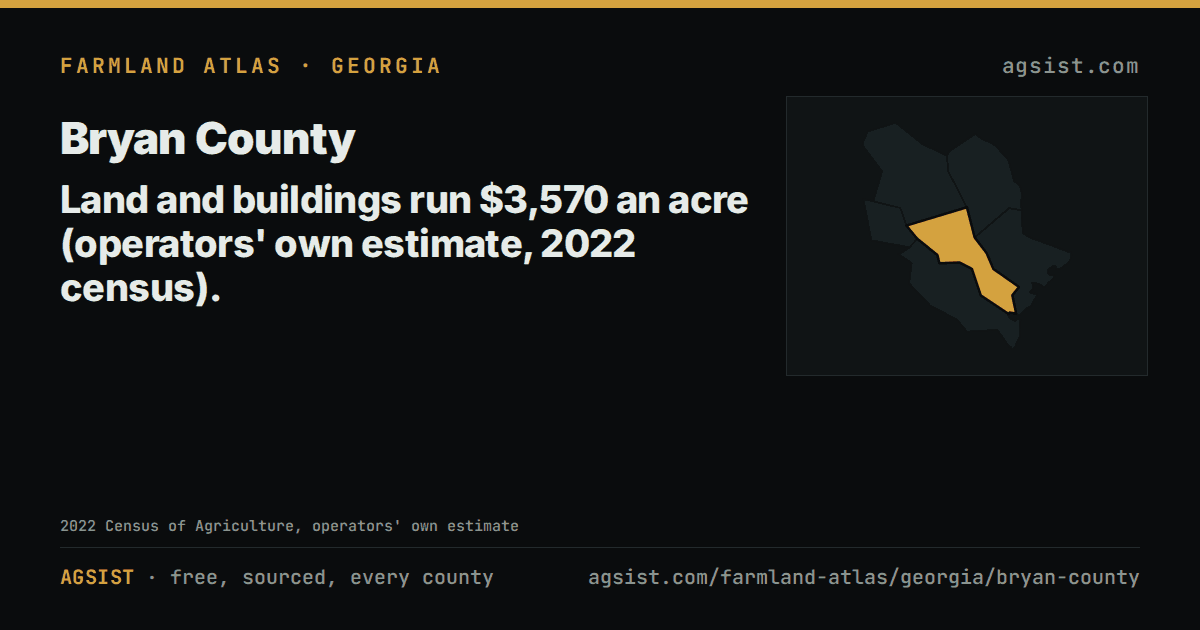 FARMLAND ATLAS · GEORGIA
agsist.com
Bryan County
Land and buildings run $3,570 an acre
(operators' own estimate, 2022
census).
2022 Census of Agriculture, operators' own estimate
AGSIST · free, sourced, every county
agsist.com/farmland-atlas/georgia/bryan-county